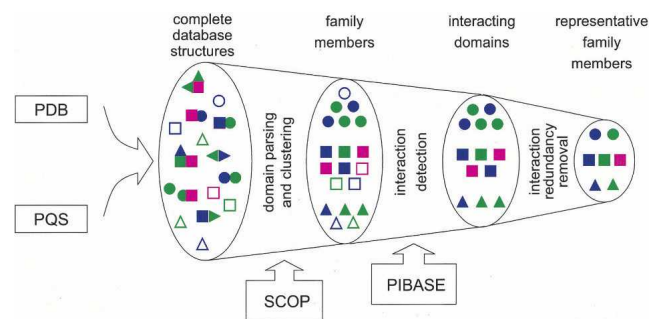 complete
database
structures
family
members
interacting
domains
representative
family
members
PDB
PQS
domain parsing
and clustering
interaction
detection
interaction
redundancy
removal
SCOP
PIBASE